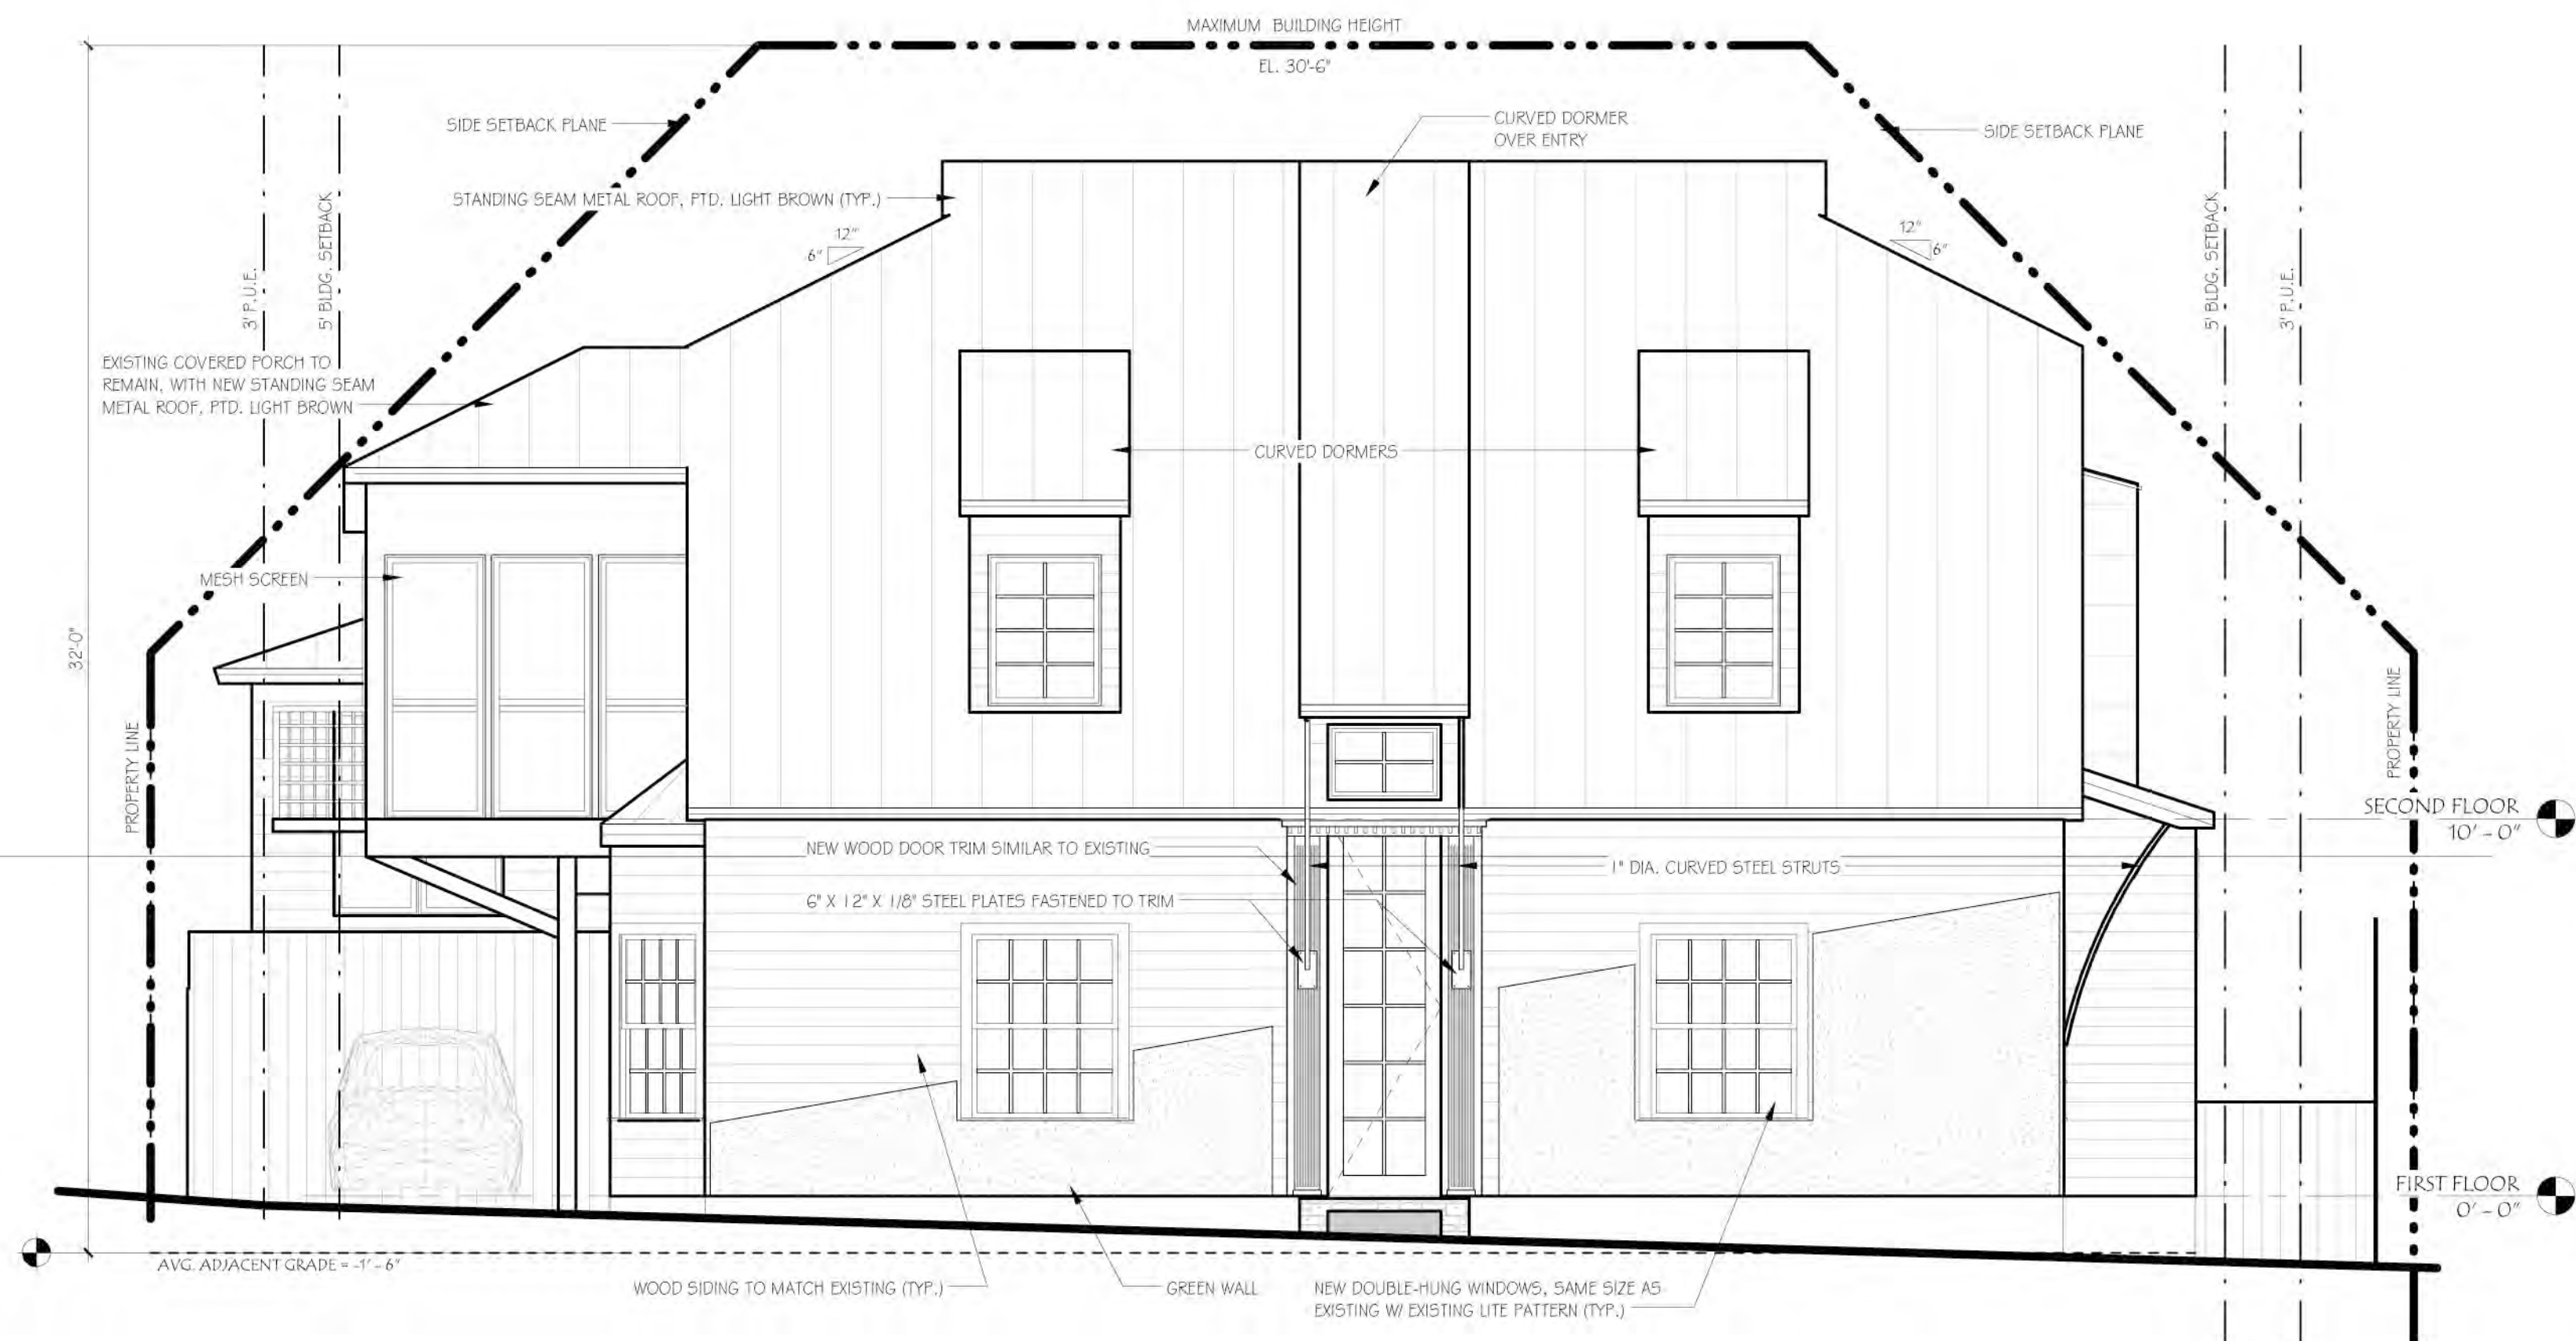 MAXIMUM BUILDING HEIGHT
EL. 30'-6"
SIDE SETBACK PLANE
CURVED DORMER
OVER ENTRY
SIDE SETBACK PLANE
STANDING SEAM METAL ROOF, PTD. LIGHT BROWN (TYP.)
12"
6"
12"
6"
3' P.U.E.
5' BLDG. SETBACK
5' BLDG. SETBACK
3' P.U.E.
EXISTING COVERED PORCH TO
REMAIN, WITH NEW STANDING SEAM
METAL ROOF, PTD. LIGHT BROWN
CURVED DORMERS
MESH SCREEN
32'-0"
PROPERTY LINE
PROPERTY LINE
SECOND FLOOR
10' - 0"
NEW WOOD DOOR TRIM SIMILAR TO EXISTING
1" DIA. CURVED STEEL STRUTS
6" X 12" X 1/8" STEEL PLATES FASTENED TO TRIM
FIRST FLOOR
0' - 0"
AVG. ADJACENT GRADE = -1' - 6"
WOOD SIDING TO MATCH EXISTING (TYP.)
GREEN WALL
NEW DOUBLE-HUNG WINDOWS, SAME SIZE AS
EXISTING W/ EXISTING LITE PATTERN (TYP.)